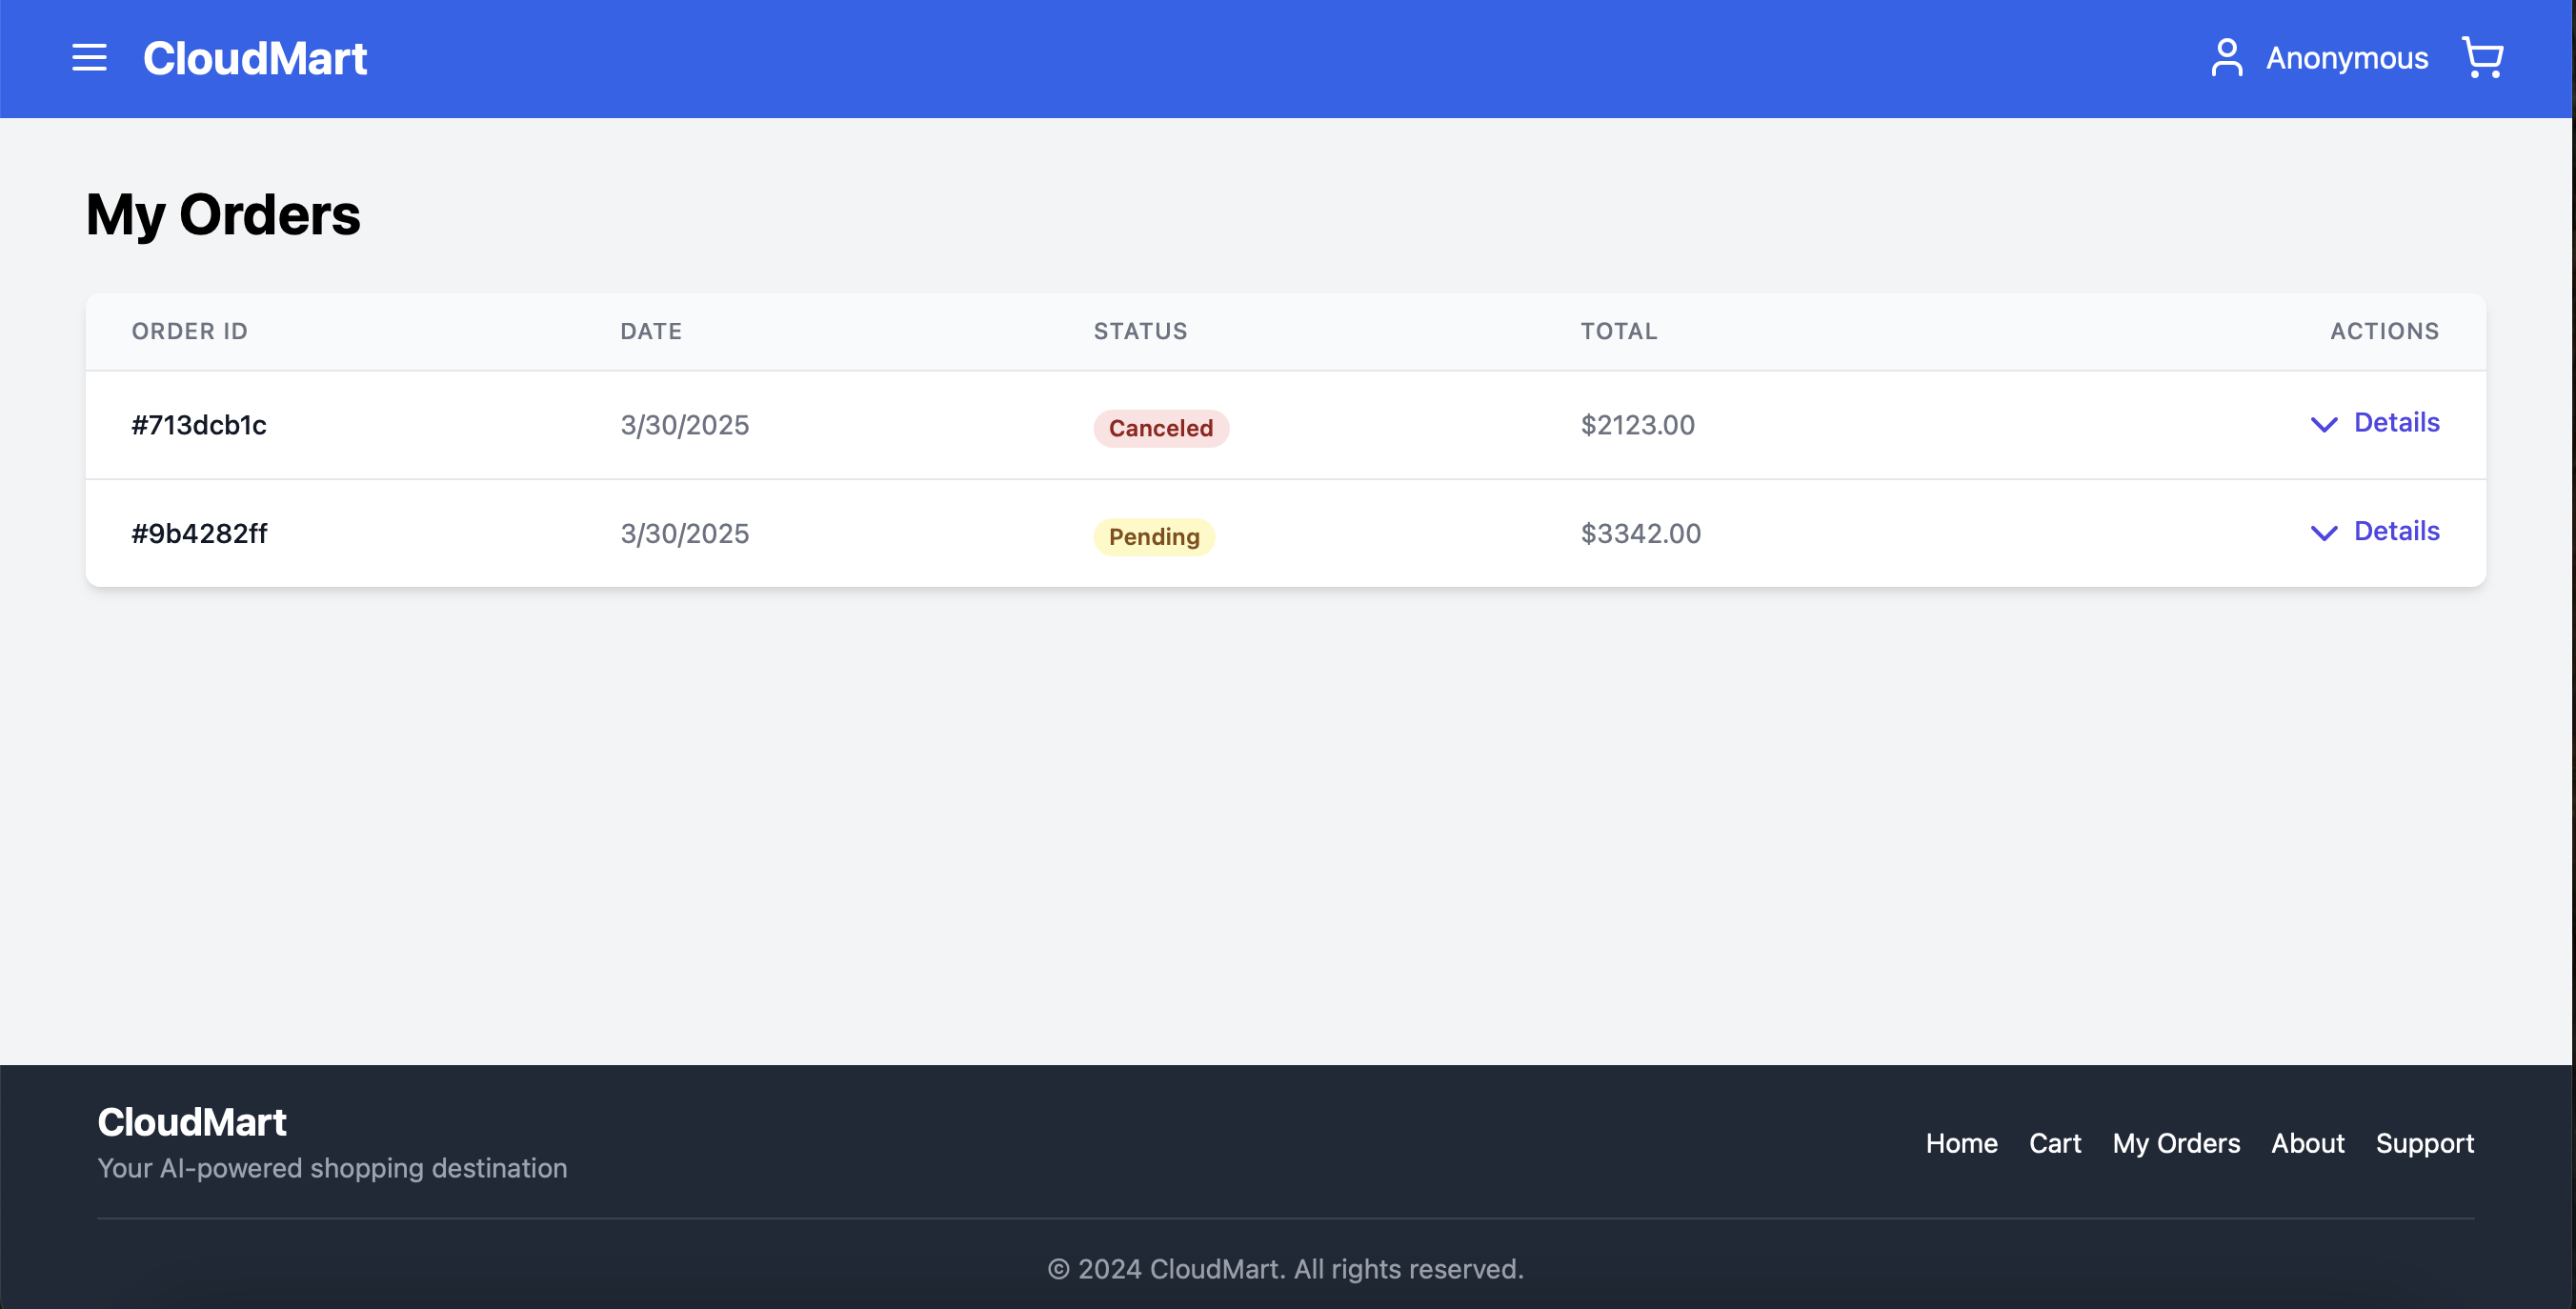 CloudMart
Anonymous
My Orders
ORDER ID DATE STATUS TOTAL ACTIONS
#713dcb1c 3/30/2025 Canceled $2123.00 Details
#9b4282ff 3/30/2025 Pending $3342.00 Details
CloudMart
Your AI-powered shopping destination
Home Cart My Orders About Support
© 2024 CloudMart. All rights reserved.